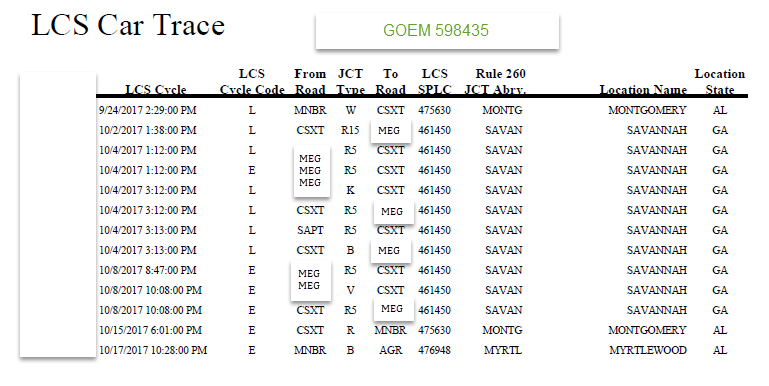 LCS Car Trace
GOEM 598435
LCS From JCT To LCS Rule 260 Location
LCS Cycle Cycle Code Road Type Road SPLC JCT Abrv. Location Name State
9/24/2017 2:29:00 PM L MNBR W CSXT 475630 MONTG MONTGOMERY AL
10/2/2017 1:38:00 PM L CSXT R15 MEG 461450 SAVAN SAVANNAH GA
10/4/2017 1:12:00 PM L R5 CSXT 461450 SAVAN SAVANNAH GA
MEG
10/4/2017 1:12:00 PM E MEG R5 CSXT 461450 SAVAN SAVANNAH GA
MEG
10/4/2017 3:12:00 PM L K CSXT 461450 SAVAN SAVANNAH GA
10/4/2017 3:12:00 PM L CSXT R5 MEG 461450 SAVAN SAVANNAH GA
10/4/2017 3:13:00 PM L SAPT R5 CSXT 461450 SAVAN SAVANNAH GA
10/4/2017 3:13:00 PM L CSXT B MEG 461450 SAVAN SAVANNAH GA
10/8/2017 8:47:00 PM E MEG R5 CSXT 461450 SAVAN SAVANNAH GA
10/8/2017 10:08:00 PM E MEG V CSXT 461450 SAVAN SAVANNAH GA
10/8/2017 10:08:00 PM E CSXT R5 MEG 461450 SAVAN SAVANNAH GA
10/15/2017 6:01:00 PM E CSXT R MNBR 475630 MONTG MONTGOMERY AL
10/17/2017 10:28:00 PM E MNBR B AGR 476948 MYRTL MYRTLEWOOD AL